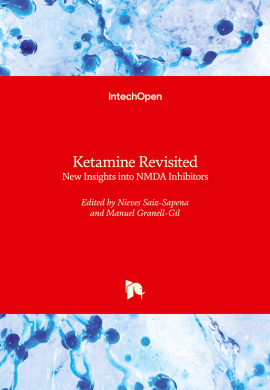 IntechOpen
Ketamine Revisited
New Insights into NMDA Inhibitors
Edited by Nieves Saiz-Sapena
and Manuel Granell-Gil